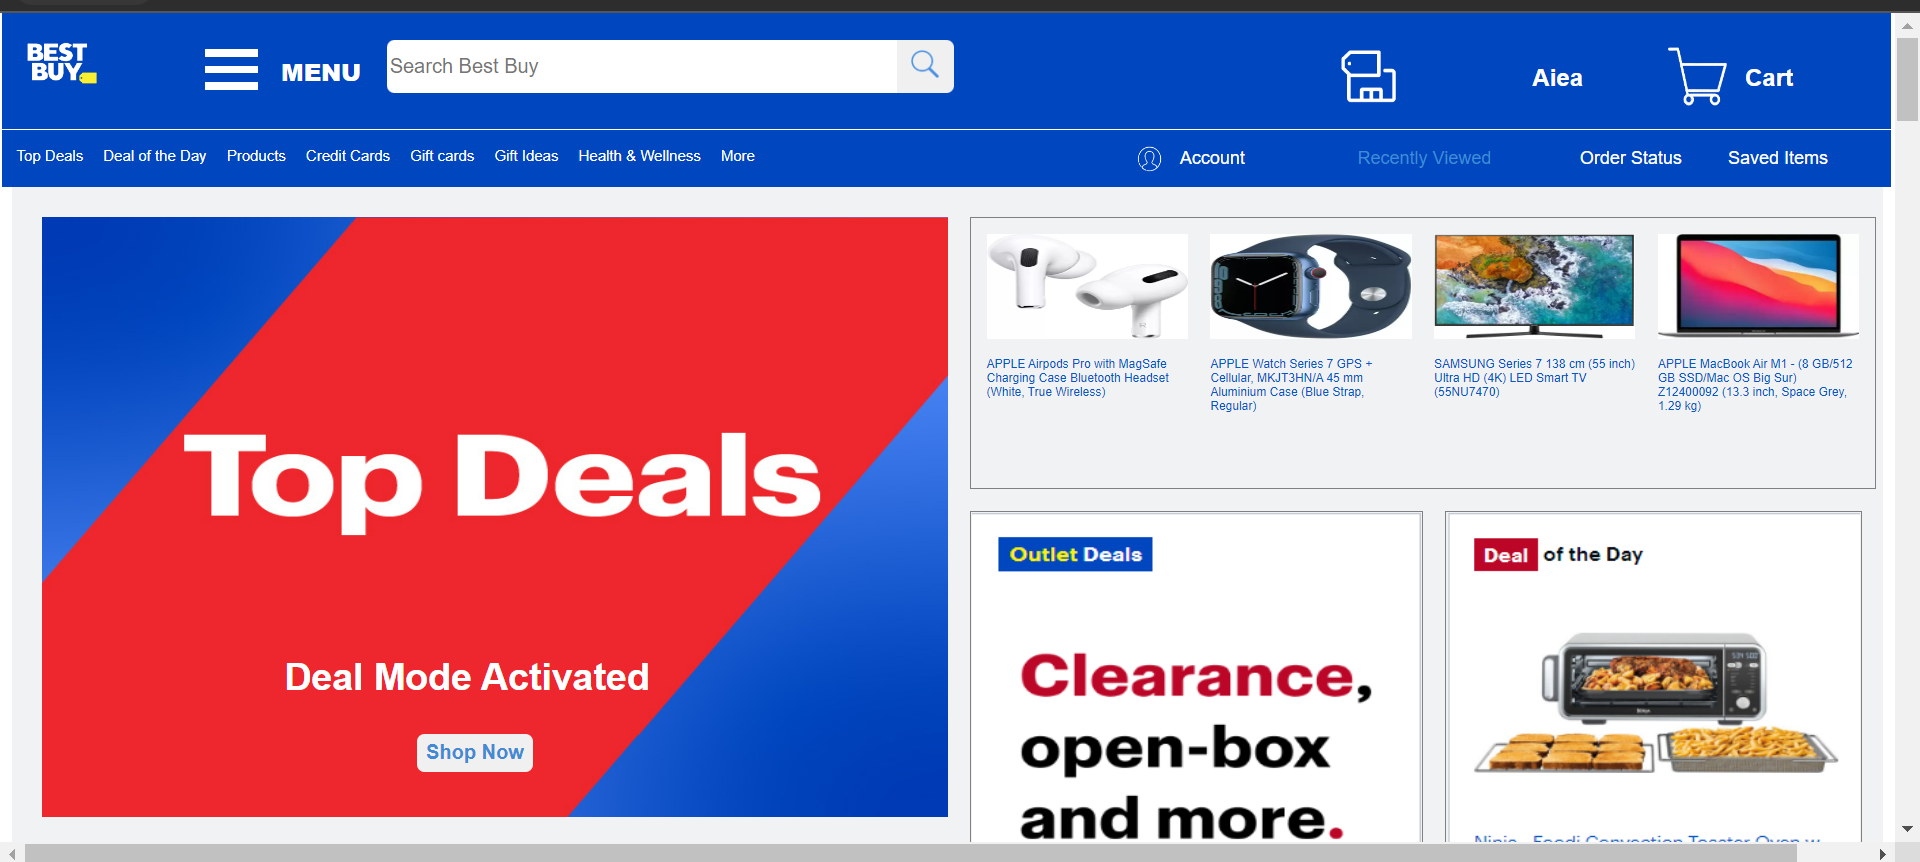 BEST
BUY
MENU
Search Best Buy
Aiea
Cart
Top Deals
Deal of the Day
Products
Credit Cards
Gift cards
Gift Ideas
Health & Wellness
More
Account
Recently Viewed
Order Status
Saved Items
Top Deals
Deal Mode Activated
Shop Now
APPLE Airpods Pro with MagSafe
Charging Case Bluetooth Headset
(White, True Wireless)
APPLE Watch Series 7 GPS +
Cellular, MKJT3HN/A 45 mm
Aluminium Case (Blue Strap,
Regular)
SAMSUNG Series 7 138 cm (55 inch)
Ultra HD (4K) LED Smart TV
(55NU7470)
APPLE MacBook Air M1 - (8 GB/512
GB SSD/Mac OS Big Sur)
Z12400092 (13.3 inch, Space Grey,
1.29 kg)
Outlet Deals
Clearance,
open-box
and more.
Deal of the Day